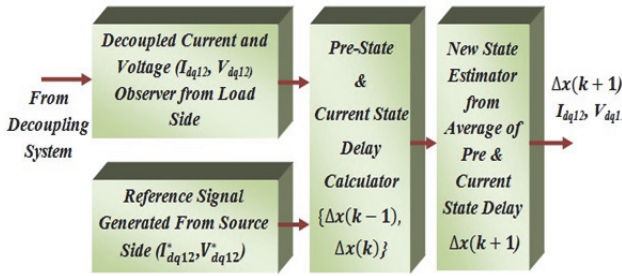 From
Decoupling
System
Decoupled Current and
Voltage (I_dq12, V_dq12)
Observer from Load
Side
Reference Signal
Generated From Source
Side (I*_dq12, V*_dq12)
Pre-State
&
Current State
Delay
Calculator
{Δx(k − 1),
Δx(k)}
New State
Estimator
from
Average of
Pre &
Current
State Delay
Δx(k + 1)
Δx(k + 1)
I_dq12, V_dq1